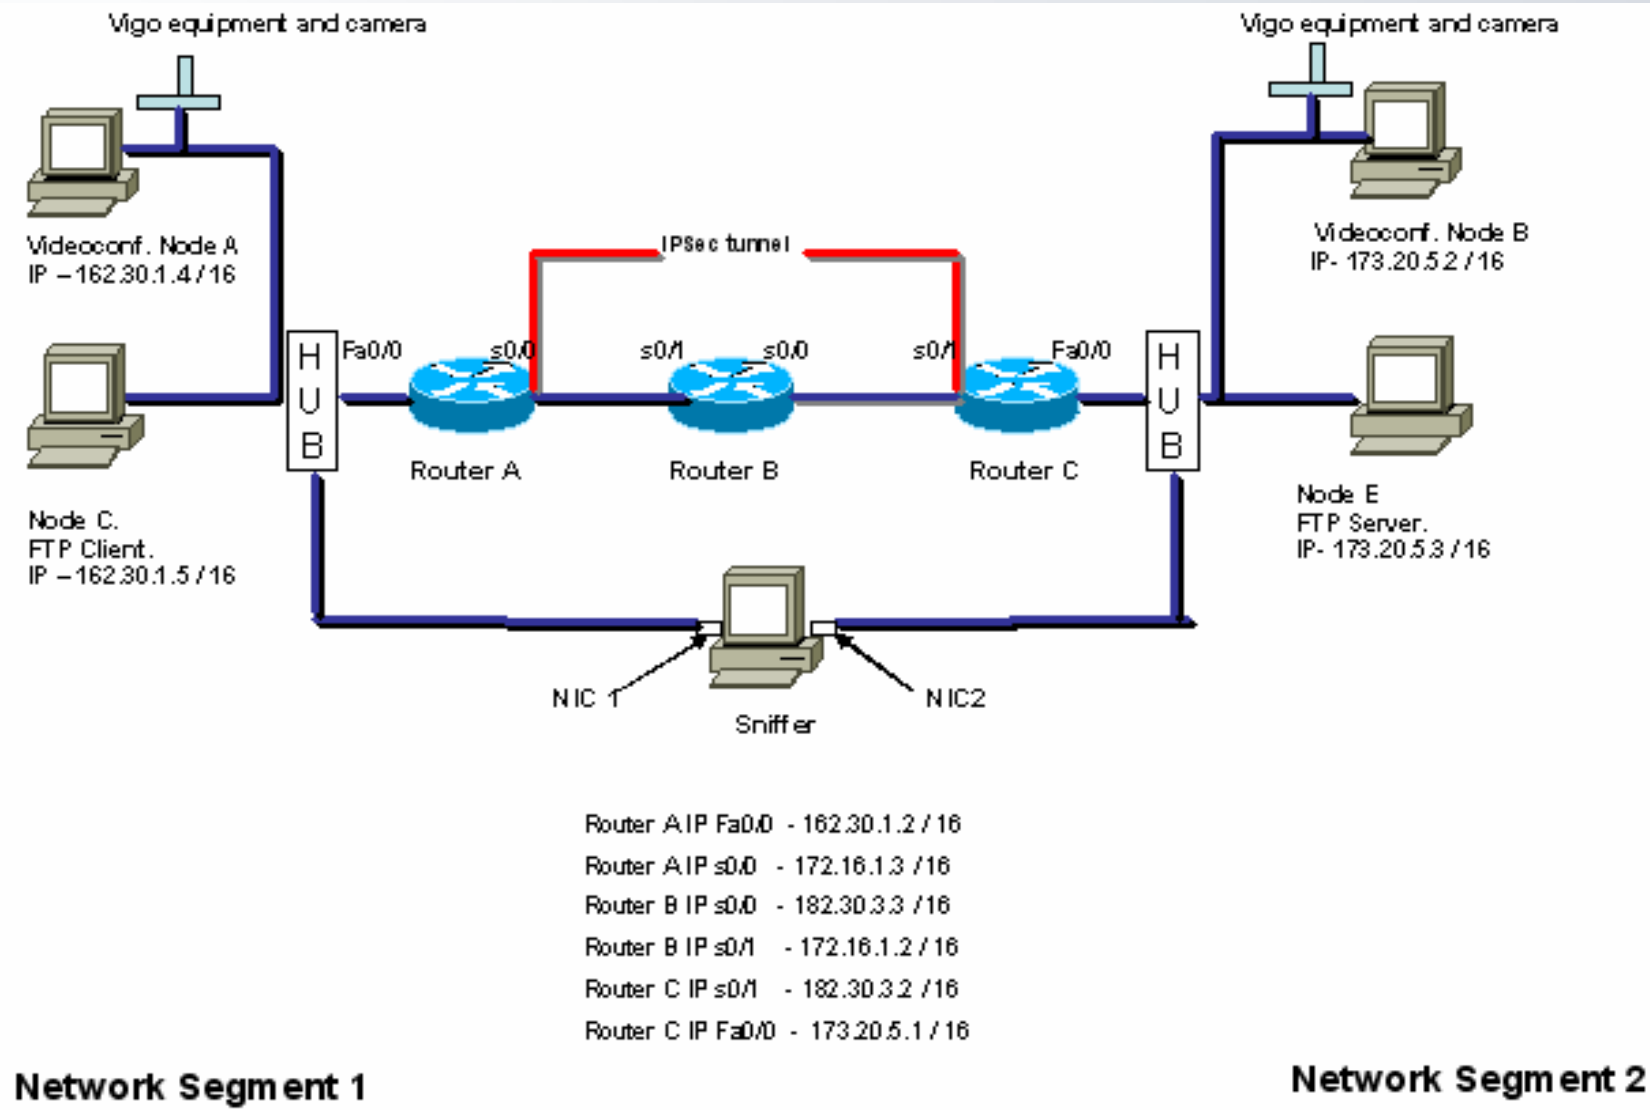 Vigo equipment and camera
Vigo equipment and camera
Videoconf. Node A
IP – 162.30.1.4 / 16
Videoconf. Node B
IP- 173.20.5.2 / 16
IPSec tunnel
HUB
Fa0/0
s0/0
s0/1
s0/0
s0/1
Fa0/0
HUB
Router A
Router B
Router C
Node C.
FTP Client.
IP – 162.30.1.5 / 16
Node E
FTP Server.
IP- 173.20.5.3 / 16
NIC 1
NIC2
Sniffer
Router A IP Fa0/0 - 162.30.1.2 / 16
Router A IP s0/0 - 172.16.1.3 / 16
Router B IP s0/0 - 182.30.3.3 / 16
Router B IP s0/1 - 172.16.1.2 / 16
Router C IP s0/1 - 182.30.3.2 / 16
Router C IP Fa0/0 - 173.20.5.1 / 16
Network Segment 1
Network Segment 2